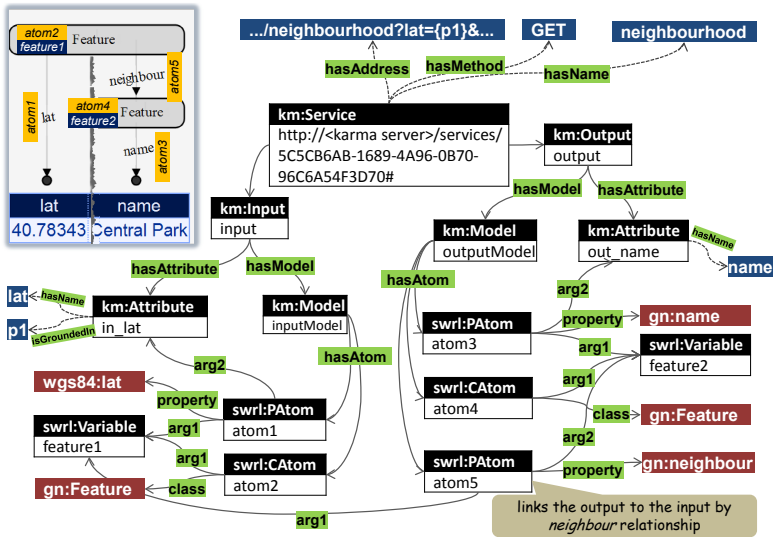 .../neighbourhood?lat={p1}&...
GET
neighbourhood
hasAddress
hasMethod
hasName
atom2
feature1
Feature
neighbour
atom5
atom1
lat
atom4
feature2
Feature
name
atom3
lat
name
40.78343
Central Park
km:Service
http://<karma server>/services/
5C5CB6AB-1689-4A96-0B70-
96C6A54F3D70#
km:Output
output
hasModel
hasAttribute
km:Input
input
km:Model
outputModel
km:Attribute
out_name
hasName
name
hasAttribute
hasModel
hasAtom
lat
hasName
p1
isGroundedIn
km:Attribute
in_lat
km:Model
inputModel
arg2
property
gn:name
swrl:PAtom
atom3
arg1
swrl:Variable
feature2
hasAtom
arg2
wgs84:lat
property
swrl:PAtom
atom1
arg1
swrl:CAtom
atom4
arg1
class
gn:Feature
swrl:Variable
feature1
arg1
swrl:CAtom
atom2
class
gn:Feature
arg2
swrl:PAtom
atom5
property
gn:neighbour
arg1
links the output to the input by
neighbour relationship